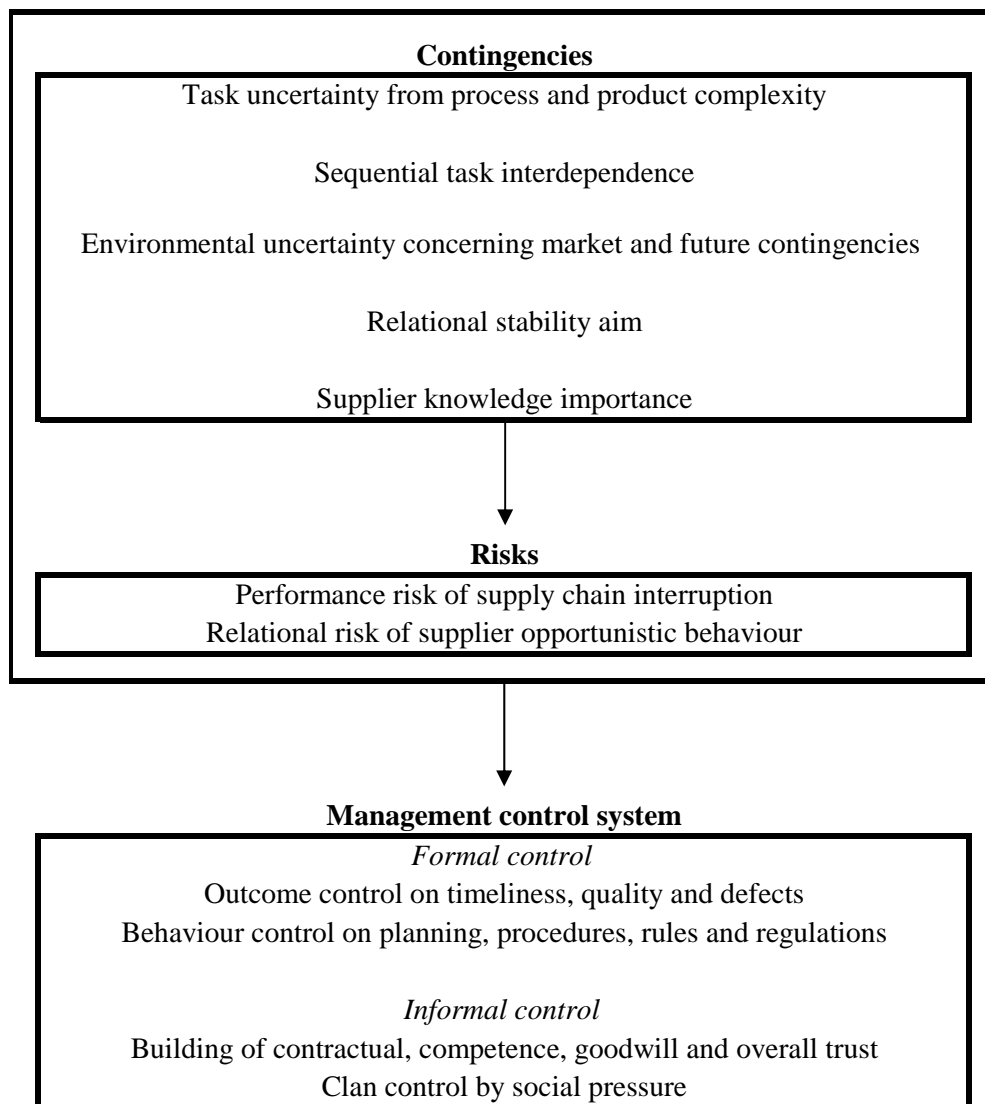 Contingencies
Task uncertainty from process and product complexity
Sequential task interdependence
Environmental uncertainty concerning market and future contingencies
Relational stability aim
Supplier knowledge importance
Risks
Performance risk of supply chain interruption
Relational risk of supplier opportunistic behaviour
Management control system
Formal control
Outcome control on timeliness, quality and defects
Behaviour control on planning, procedures, rules and regulations
Informal control
Building of contractual, competence, goodwill and overall trust
Clan control by social pressure